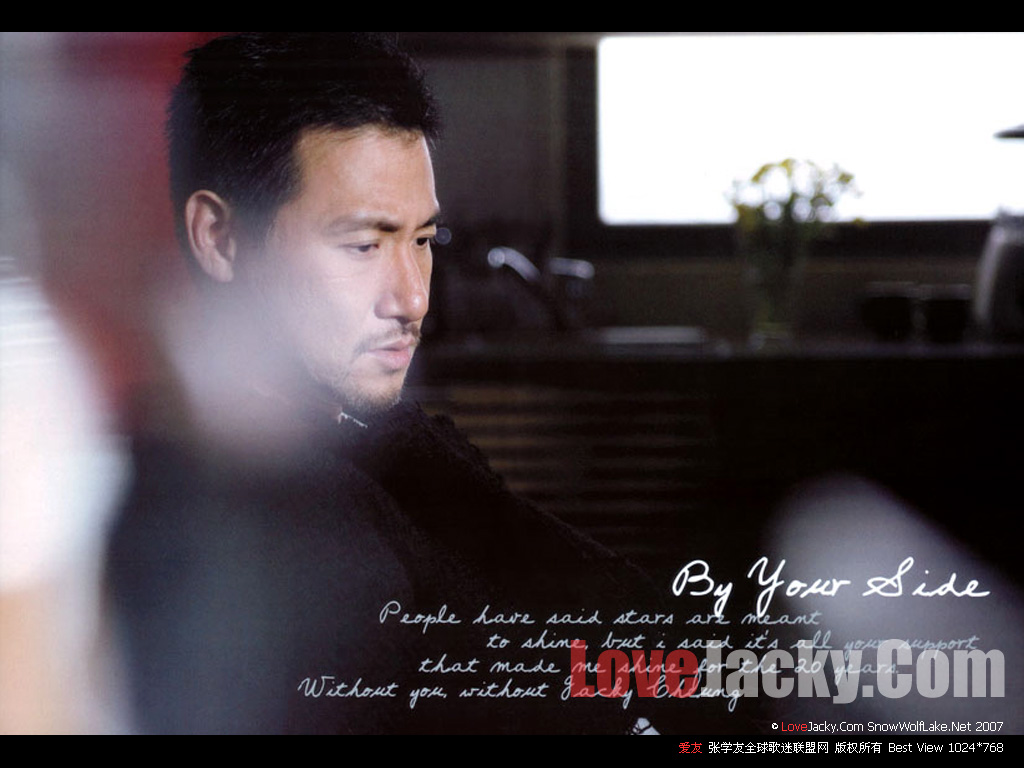 By Your Side
People have said stars are meant
to shine, but i said it's all your support
that made me shine for the 20 years.
Without you, without Jacky Cheung
LoveJacky.Com
© LoveJacky.Com SnowWolfLake.Net 2007
爱友 张学友全球歌迷联盟网 版权所有 Best View 1024*768